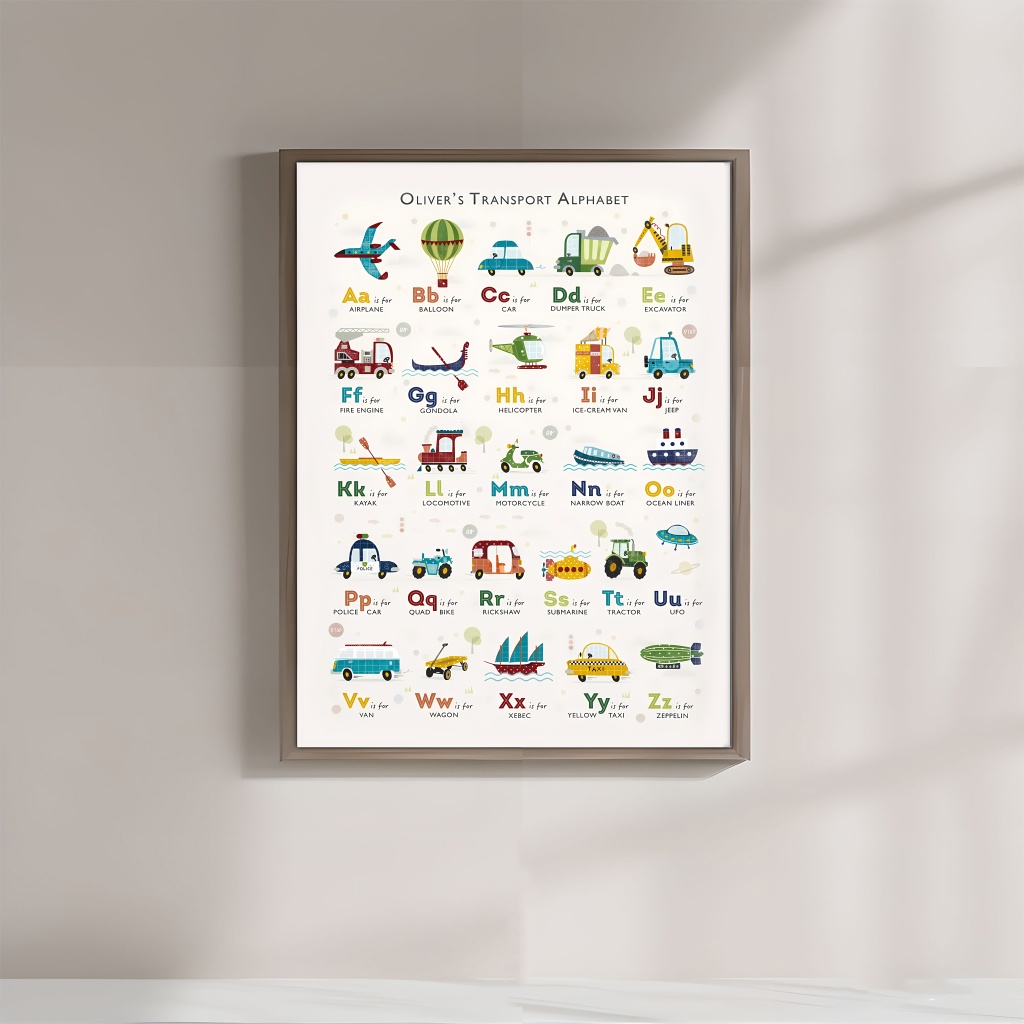 Oliver's Transport Alphabet
Aa is for Bb is for Cc is for Dd is for Ee is for
AIRPLANE BALLOON CAR DUMPER TRUCK EXCAVATOR
Ff is for Gg is for Hh is for Ii is for Jj is for
FIRE ENGINE GONDOLA HELICOPTER ICE-CREAM VAN JEEP
Kk is for Ll is for Mm is for Nn is for Oo is for
KAYAK LOCOMOTIVE MOTORCYCLE NARROW BOAT OCEAN LINER
POLICE
Pp is for Qq is for Rr is for Ss is for Tt is for Uu is for
POLICE CAR QUAD BIKE RICKSHAW SUBMARINE TRACTOR UFO
TAXI
Vv is for Ww is for Xx is for Yy is for Zz is for
VAN WAGON XEBEC YELLOW TAXI ZEPPELIN